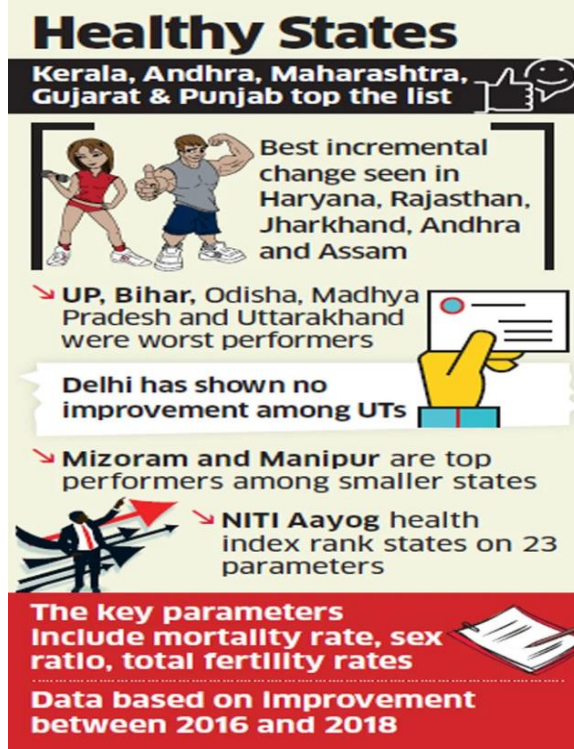 Healthy States
Kerala, Andhra, Maharashtra,
Gujarat & Punjab top the list
Best incremental
change seen in
Haryana, Rajasthan,
Jharkhand, Andhra
and Assam
UP, Bihar, Odisha, Madhya
Pradesh and Uttarakhand
were worst performers
Delhi has shown no
improvement among UTs
Mizoram and Manipur are top
performers among smaller states
NITI Aayog health
index rank states on 23
parameters
The key parameters
include mortality rate, sex
ratio, total fertility rates
Data based on improvement
between 2016 and 2018